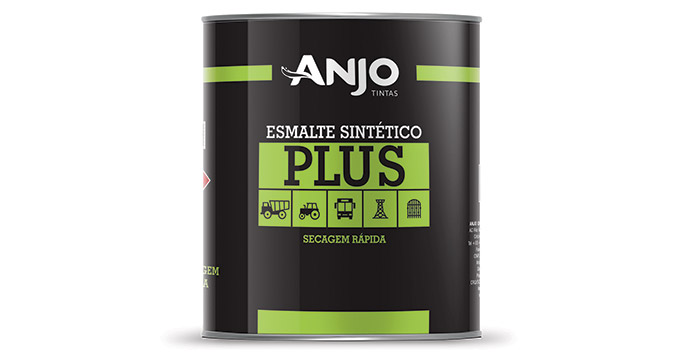 ANJO
TINTAS
ESMALTE SINTÉTICO
PLUS
SECAGEM RÁPIDA